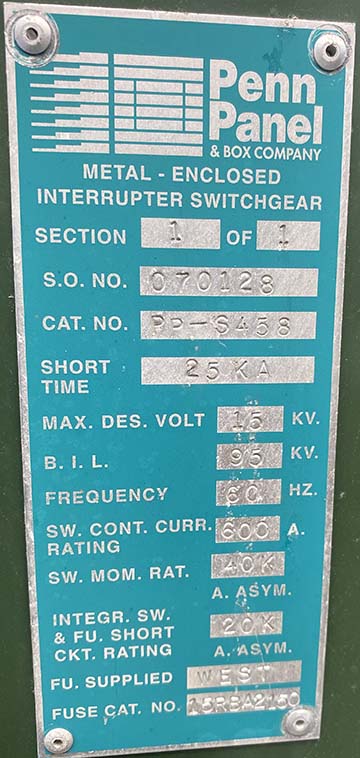 Penn
Panel
& BOX COMPANY
METAL - ENCLOSED
INTERRUPTER SWITCHGEAR
SECTION 1 OF 1
S.O. NO. 070128
CAT. NO. PP-S458
SHORT TIME 25KA
MAX. DES. VOLT 15 KV.
B. I. L. 95 KV.
FREQUENCY 60 HZ.
SW. CONT. CURR. RATING 600 A.
SW. MOM. RAT. 40K
A. ASYM.
INTEGR. SW.
& FU. SHORT 20K
CKT. RATING A. ASYM.
FU. SUPPLIED WEST
FUSE CAT. NO. 15RBA2150